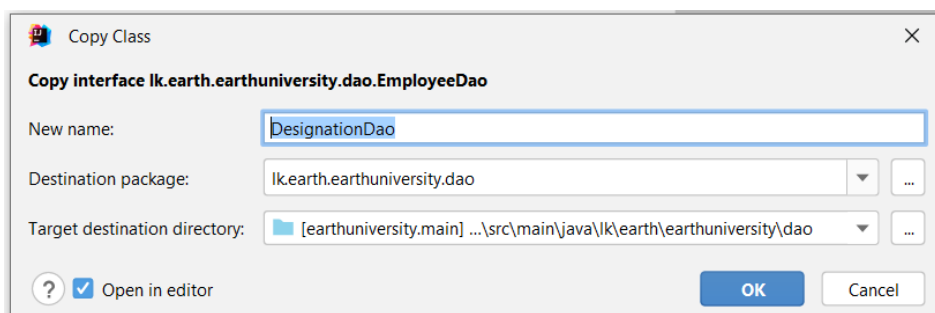 Copy Class
Copy interface lk.earth.earthuniversity.dao.EmployeeDao
New name: DesignationDao
Destination package: lk.earth.earthuniversity.dao ...
Target destination directory: [earthuniversity.main] ...\src\main\java\lk\earth\earthuniversity\dao ...
? Open in editor OK Cancel